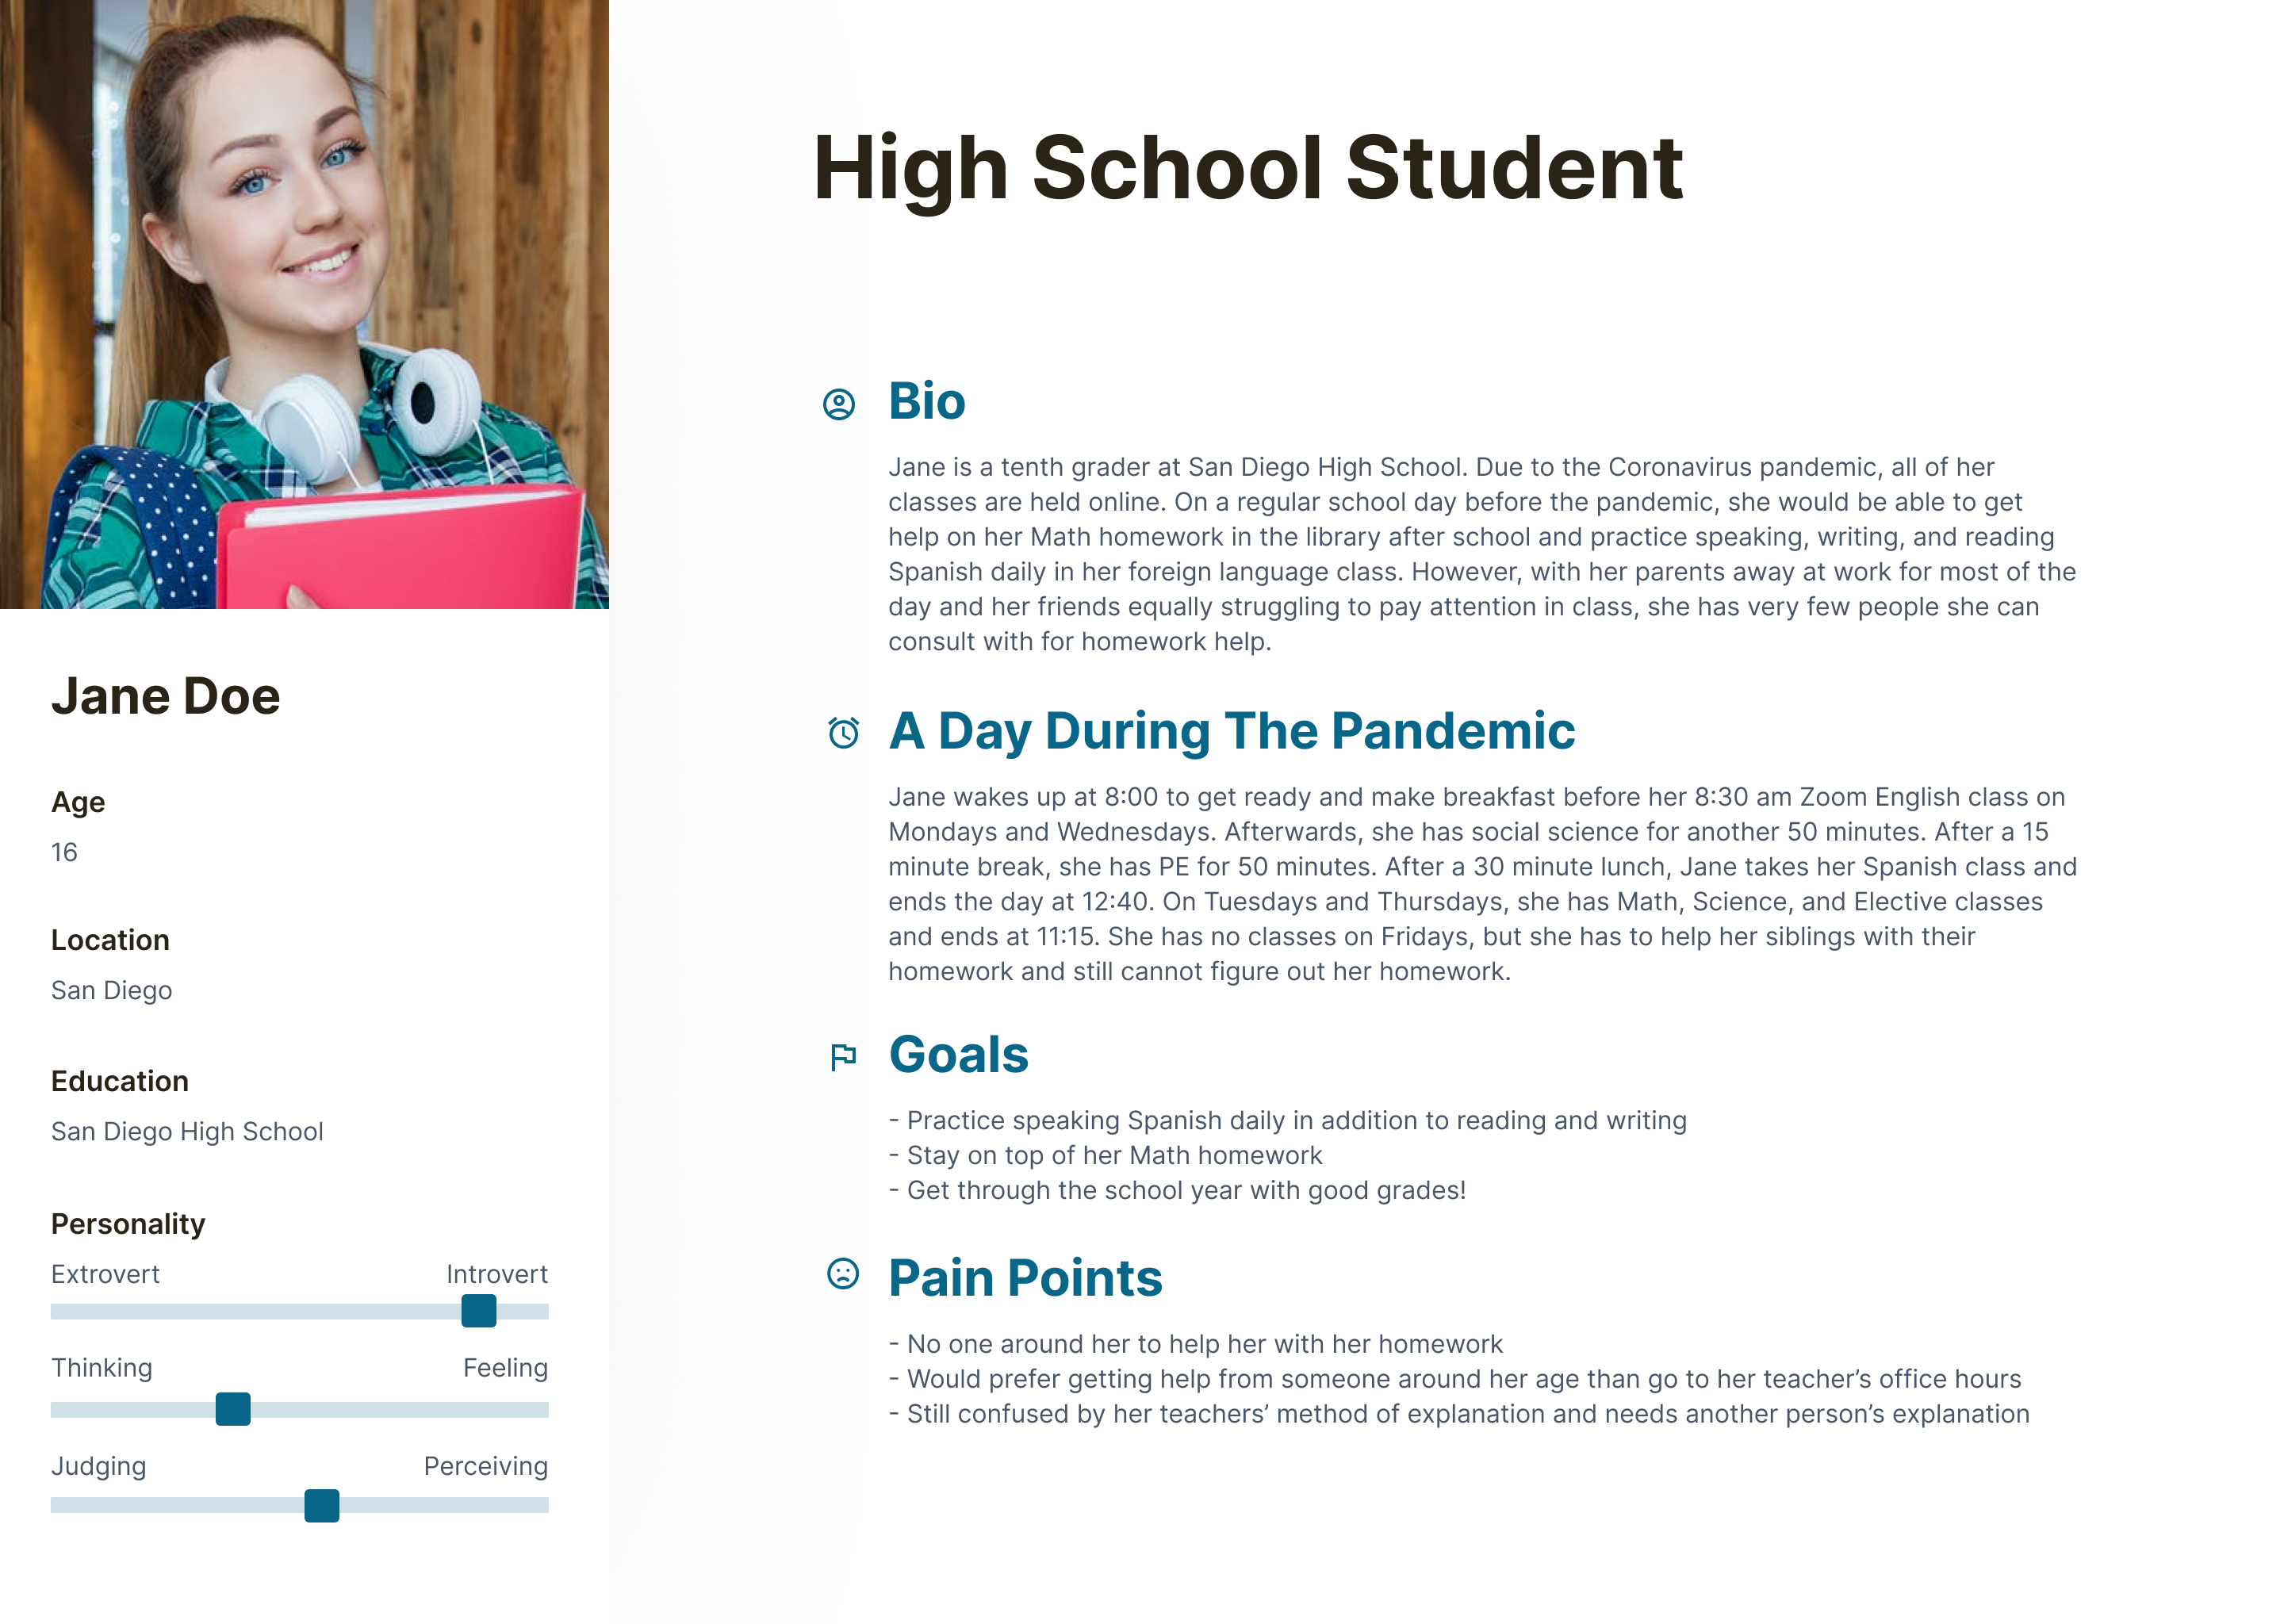 High School Student
Jane Doe
Age
16
Location
San Diego
Education
San Diego High School
Personality
Extrovert Introvert
Thinking Feeling
Judging Perceiving
Bio
Jane is a tenth grader at San Diego High School. Due to the Coronavirus pandemic, all of her
classes are held online. On a regular school day before the pandemic, she would be able to get
help on her Math homework in the library after school and practice speaking, writing, and reading
Spanish daily in her foreign language class. However, with her parents away at work for most of the
day and her friends equally struggling to pay attention in class, she has very few people she can
consult with for homework help.
A Day During The Pandemic
Jane wakes up at 8:00 to get ready and make breakfast before her 8:30 am Zoom English class on
Mondays and Wednesdays. Afterwards, she has social science for another 50 minutes. After a 15
minute break, she has PE for 50 minutes. After a 30 minute lunch, Jane takes her Spanish class and
ends the day at 12:40. On Tuesdays and Thursdays, she has Math, Science, and Elective classes
and ends at 11:15. She has no classes on Fridays, but she has to help her siblings with their
homework and still cannot figure out her homework.
Goals
- Practice speaking Spanish daily in addition to reading and writing
- Stay on top of her Math homework
- Get through the school year with good grades!
Pain Points
- No one around her to help her with her homework
- Would prefer getting help from someone around her age than go to her teacher’s office hours
- Still confused by her teachers’ method of explanation and needs another person’s explanation